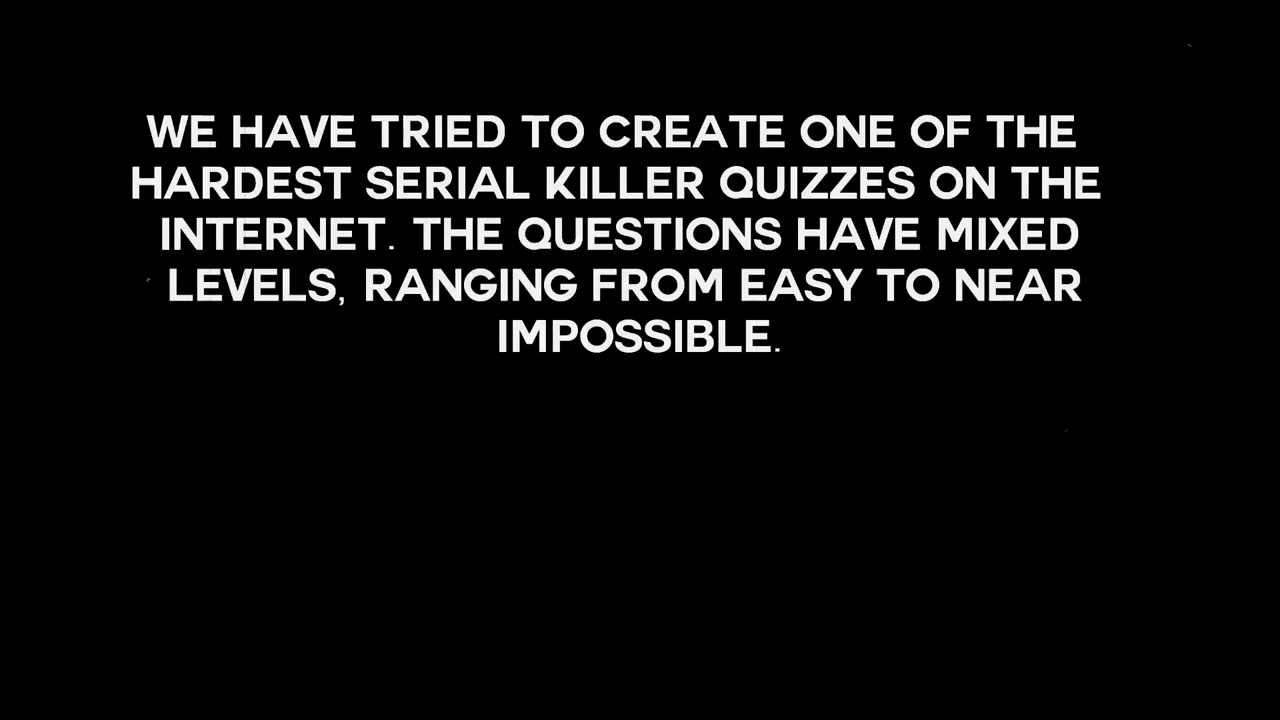 WE HAVE TRIED TO CREATE ONE OF THE
HARDEST SERIAL KILLER QUIZZES ON THE
INTERNET. THE QUESTIONS HAVE MIXED
LEVELS, RANGING FROM EASY TO NEAR
IMPOSSIBLE.